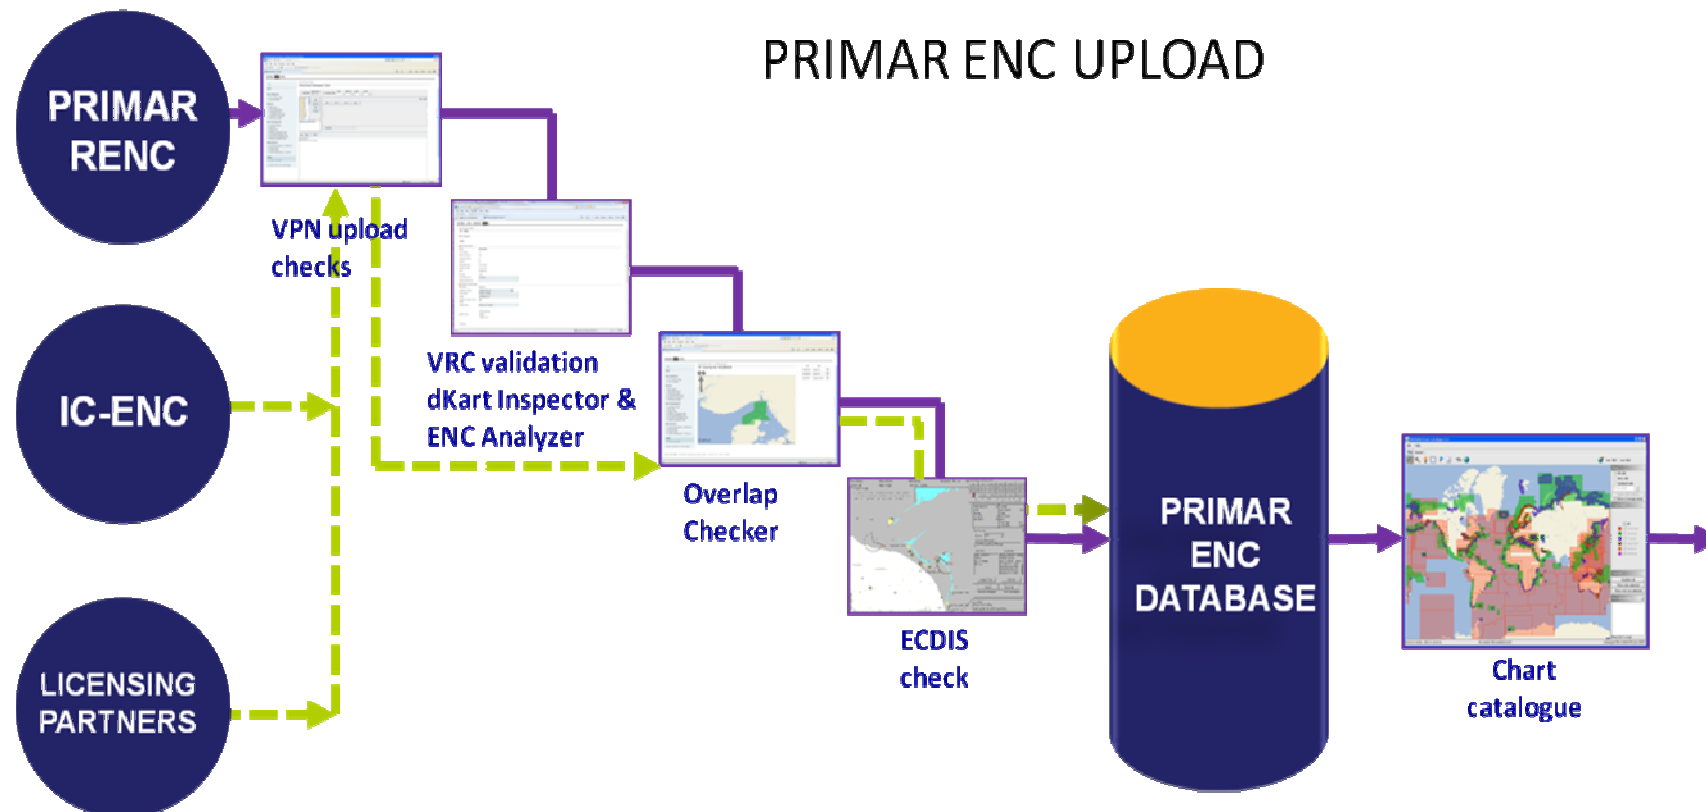 PRIMAR ENC UPLOAD
PRIMAR
RENC
VPN upload
checks
IC-ENC
VRC validation
dKart Inspector &
ENC Analyzer
Overlap
Checker
LICENSING
PARTNERS
ECDIS
check
PRIMAR
ENC
DATABASE
Chart
catalogue